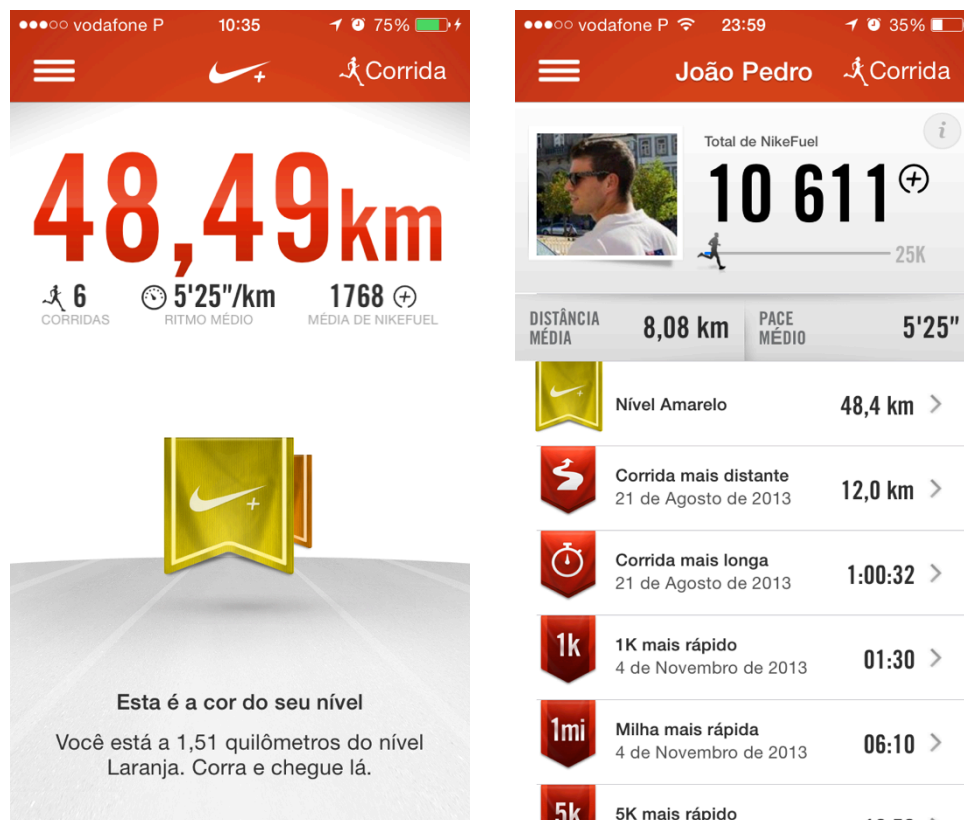 vodafone P 10:35 75%
Corrida
48,49km
6 5'25"/km 1768
CORRIDAS RITMO MÉDIO MÉDIA DE NIKEFUEL
Esta é a cor do seu nível
Você está a 1,51 quilômetros do nível
Laranja. Corra e chegue lá.
vodafone P 23:59 35%
João Pedro Corrida
i
Total de NikeFuel
10 611
25K
DISTÂNCIA
MÉDIA
8,08 km
PACE
MÉDIO
5'25"
Nível Amarelo 48,4 km
Corrida mais distante
21 de Agosto de 2013
12,0 km
Corrida mais longa
21 de Agosto de 2013
1:00:32
1k
1K mais rápido
4 de Novembro de 2013
01:30
1mi
Milha mais rápida
4 de Novembro de 2013
06:10
5k
5K mais rápido